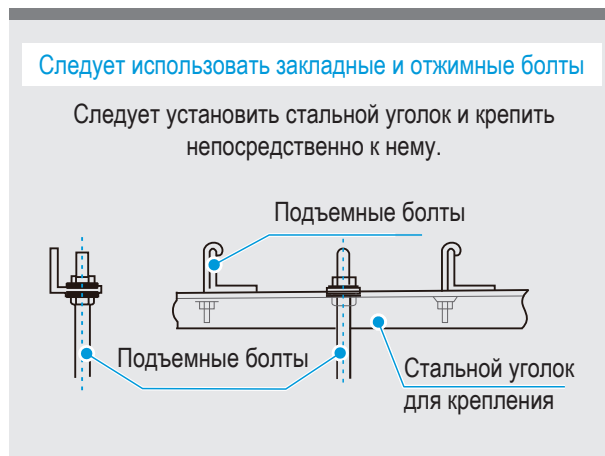 Следует использовать закладные и отжимные болты
Следует установить стальной уголок и крепить
непосредственно к нему.
Подъемные болты
Подъемные болты
Стальной уголок
для крепления